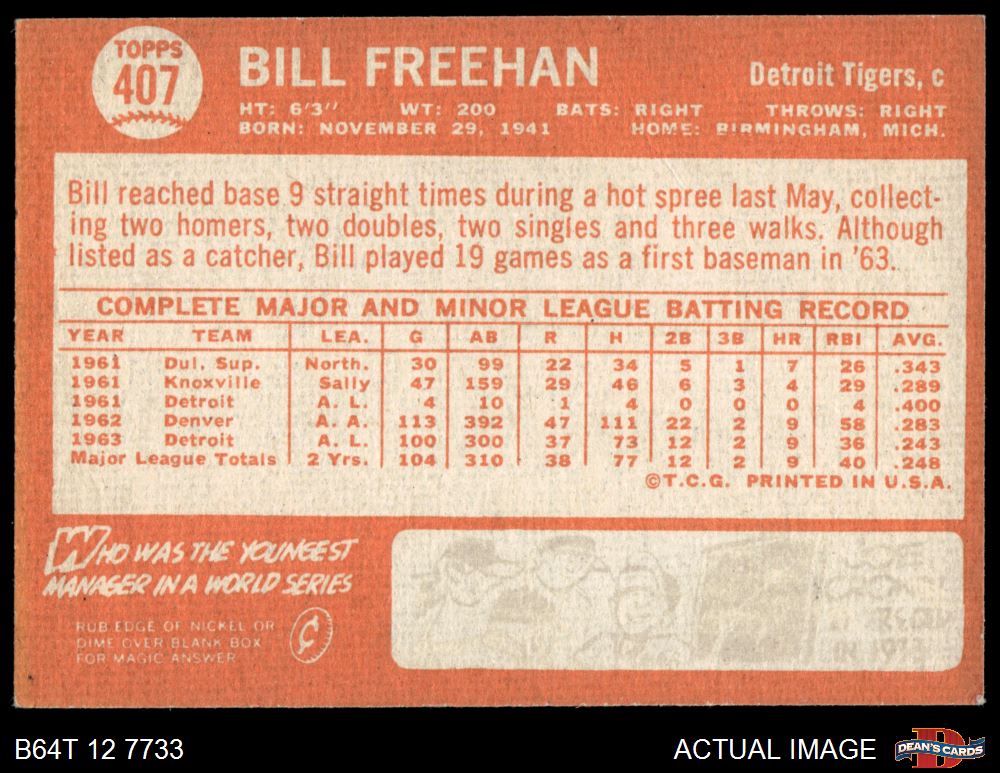 TOPPS
407
BILL FREEHAN
Detroit Tigers, c
HT: 6'3" WT: 200 BATS: RIGHT THROWS: RIGHT
BORN: NOVEMBER 29, 1941 HOME: BIRMINGHAM, MICH.
Bill reached base 9 straight times during a hot spree last May, collect-
ing two homers, two doubles, two singles and three walks. Although
listed as a catcher, Bill played 19 games as a first baseman in '63.
COMPLETE MAJOR AND MINOR LEAGUE BATTING RECORD
YEAR TEAM LEA. G AB R H 2B 3B HR RBI AVG.
1961 Dul. Sup. North. 30 99 22 34 5 1 7 26 .343
1961 Knoxville Sally 47 159 29 46 6 3 4 29 .289
1961 Detroit A. L. 4 10 1 4 0 0 0 4 .400
1962 Denver A. A. 113 392 47 111 22 2 9 58 .283
1963 Detroit A. L. 100 300 37 73 12 2 9 36 .243
Major League Totals 2 Yrs. 104 310 38 77 12 2 9 40 .248
©T.C.G. PRINTED IN U.S.A.
WHO WAS THE YOUNGEST
MANAGER IN A WORLD SERIES
RUB EDGE OF NICKEL OR
DIME OVER BLANK BOX
FOR MAGIC ANSWER
¢
B64T 12 7733
ACTUAL IMAGE
D
DEAN'S CARDS